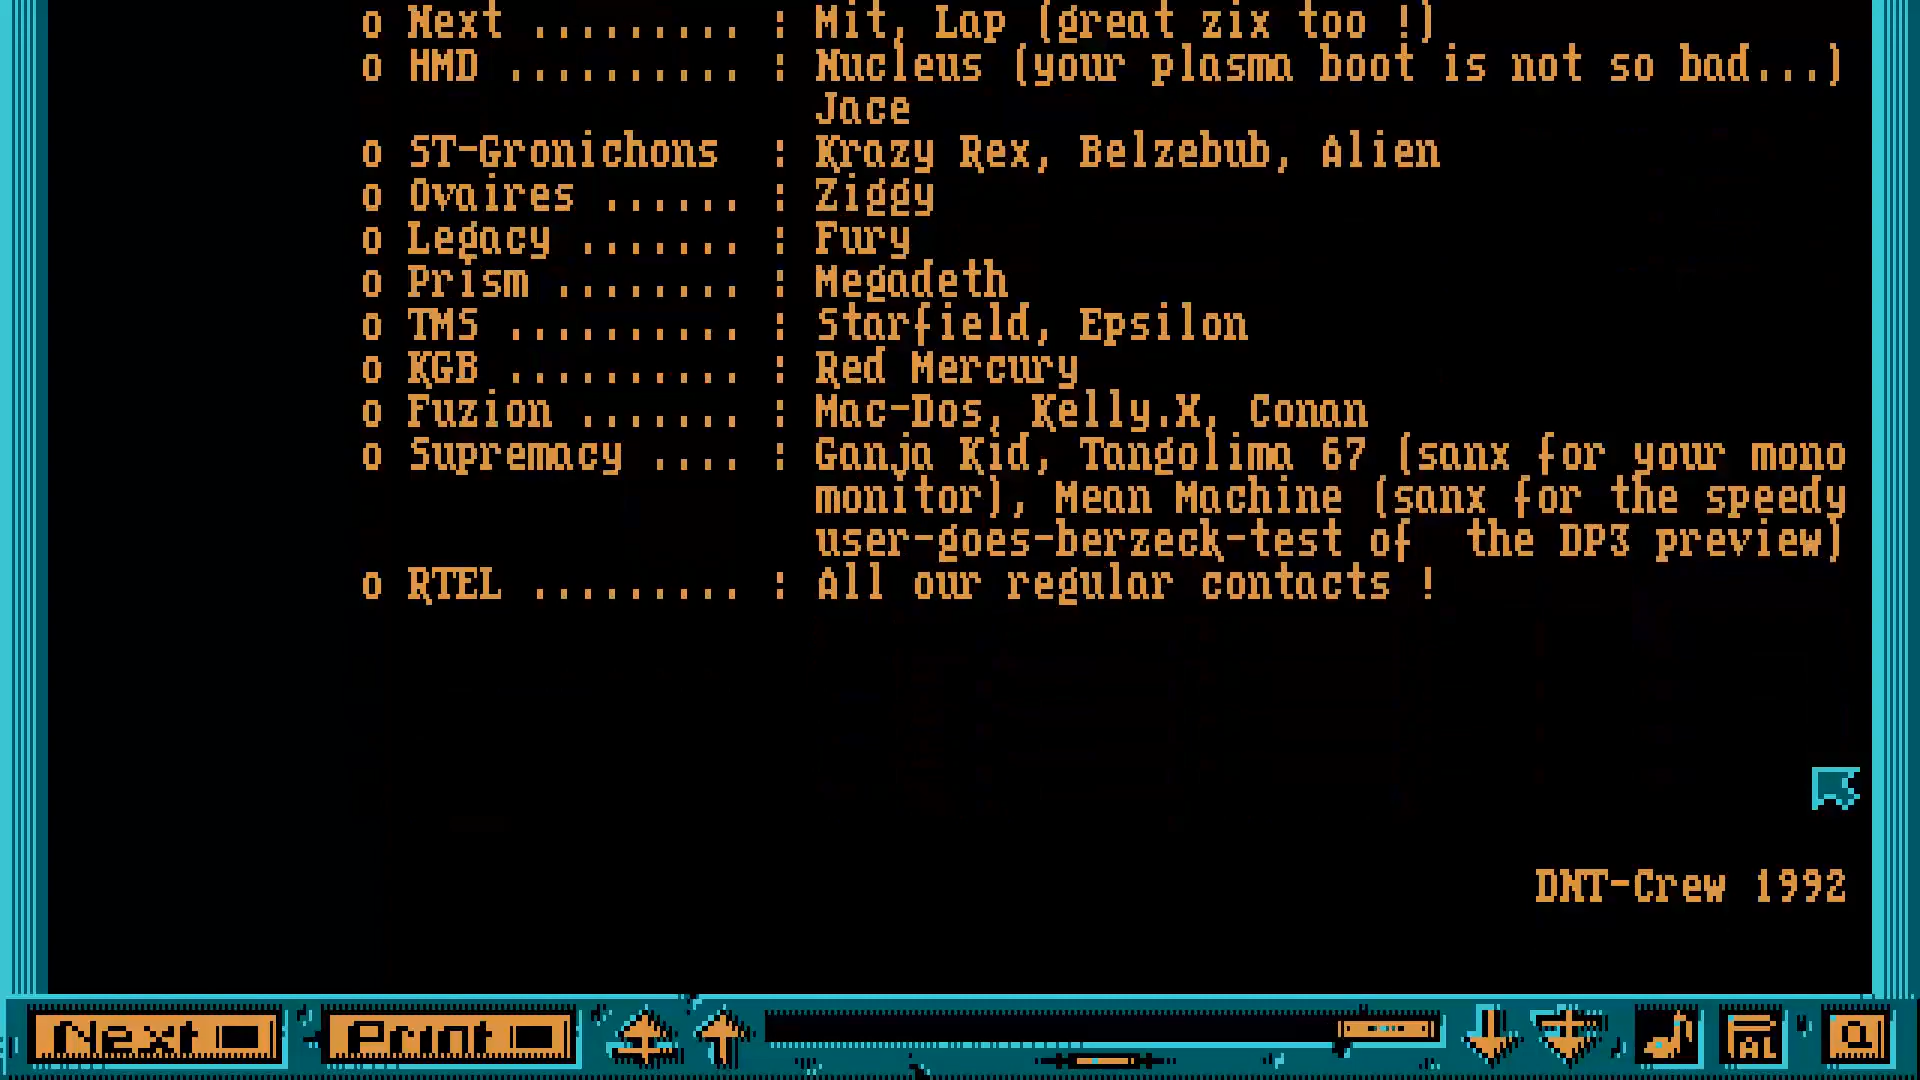 o Next ......... : Mit, Lap (great zix too !)
o HMD .......... : Nucleus (your plasma boot is not so bad...)
Jace
o ST-Gronichons : Krazy Rex, Belzebub, Alien
o Ovaires ...... : Ziggy
o Legacy ....... : Fury
o Prism ........ : Megadeth
o TMS .......... : Starfield, Epsilon
o KGB .......... : Red Mercury
o Fuzion ....... : Mac-Dos, Kelly.X, Conan
o Supremacy .... : Ganja Kid, Tangolima 67 (sanx for your mono
monitor), Mean Machine (sanx for the speedy
user-goes-berzeck-test of  the DP3 preview)
o RTEL ......... : All our regular contacts !
DNT-Crew 1992
Next Print